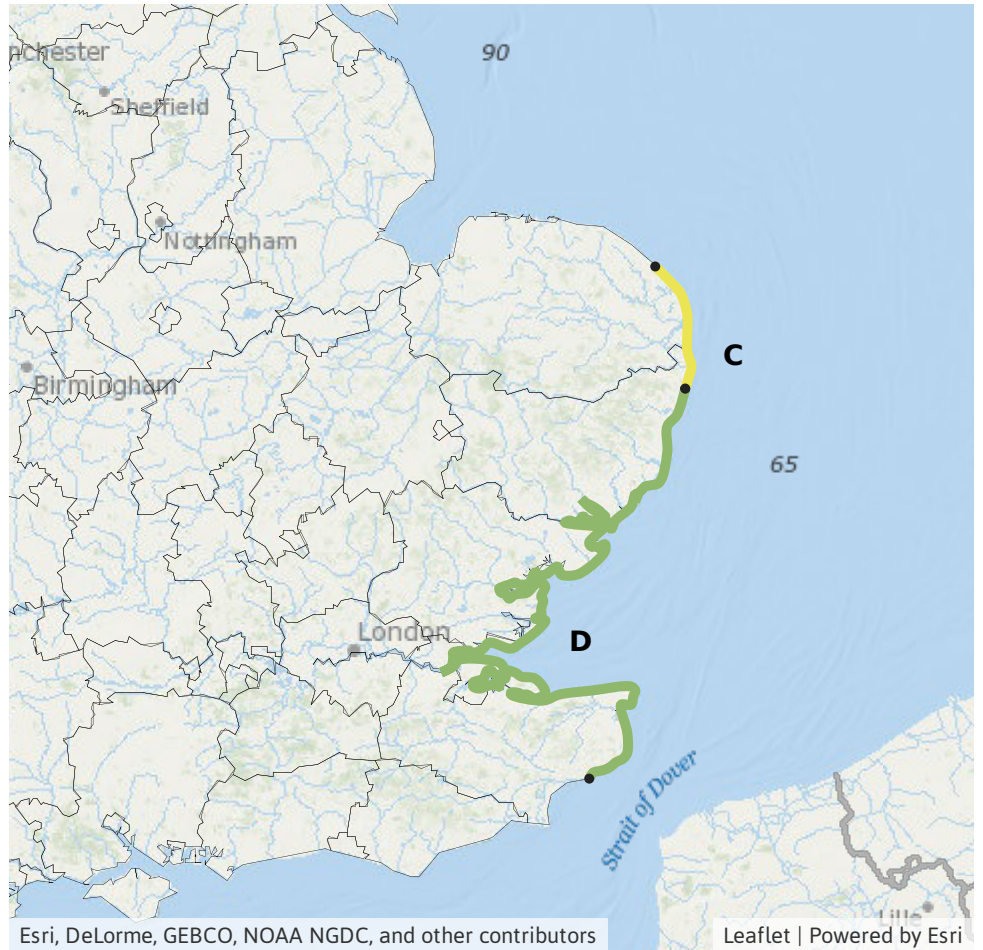 nchester
90
Sheffield
Nottingham
C
Birmingham
65
London
D
Strait of Dover
Lille
Esri, DeLorme, GEBCO, NOAA NGDC, and other contributors
Leaflet | Powered by Esri